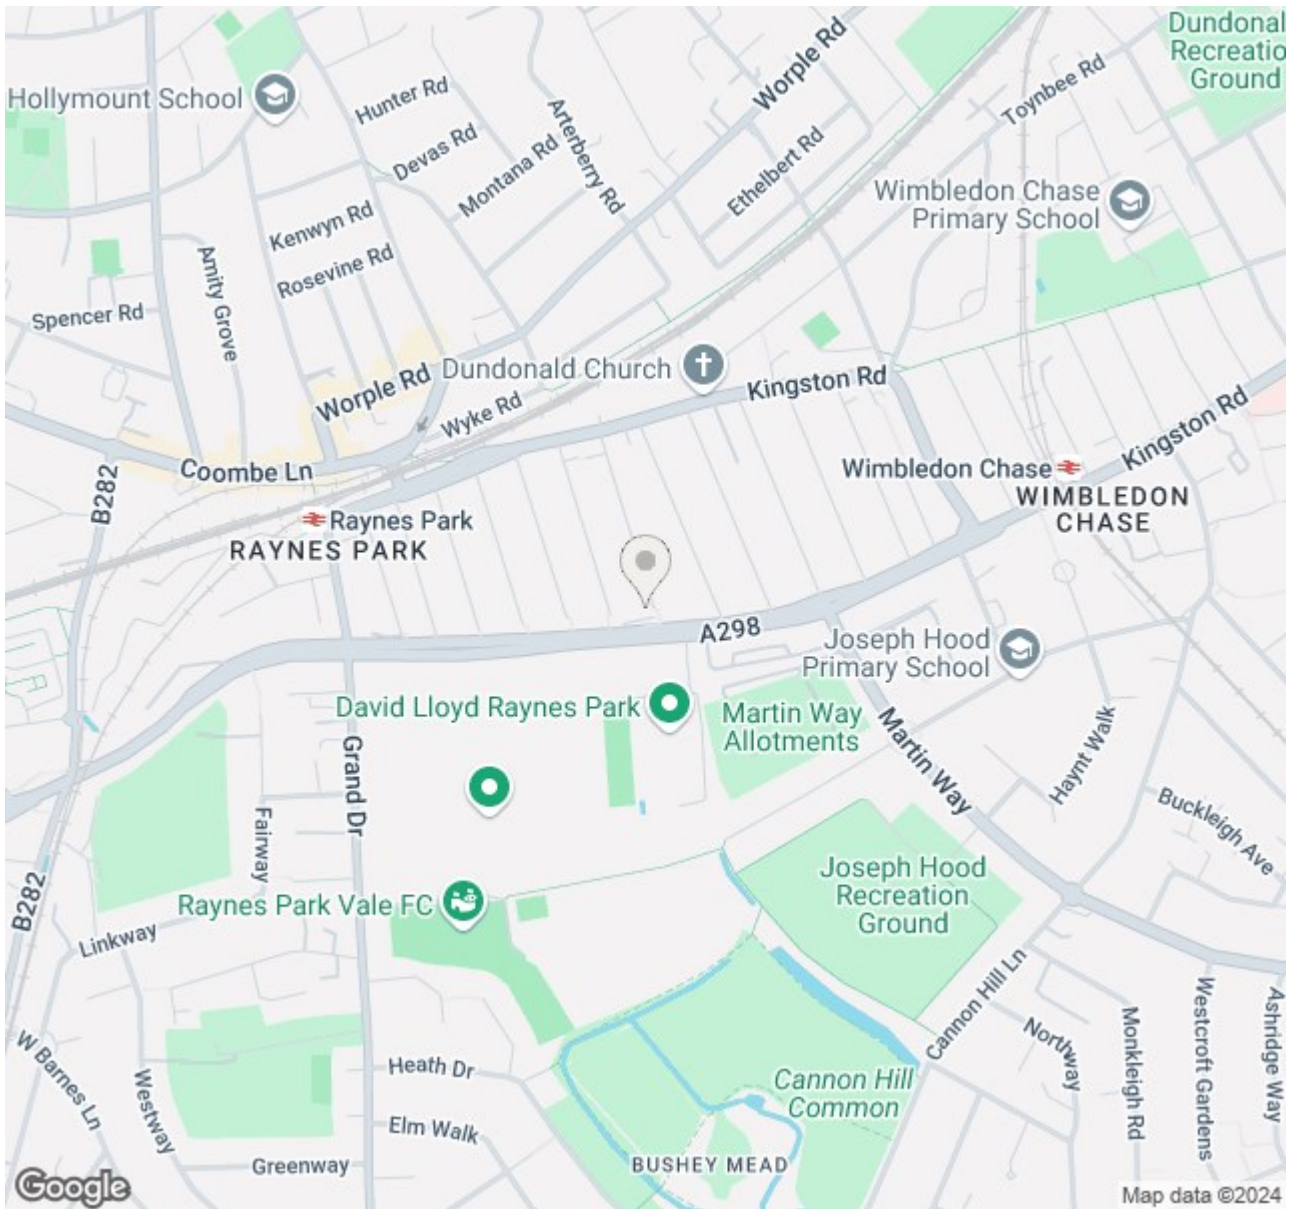 Dundonal
Recreatio
Ground
Hollymount School
Hunter Rd
Devas Rd
Montana Rd
Arterberry Rd
Worple Rd
Ethelbert Rd
Toynbee Rd
Wimbledon Chase
Primary School
Kenwyn Rd
Rosevine Rd
Amity Grove
Spencer Rd
Worple Rd
Dundonald Church
Kingston Rd
Wyke Rd
Kingston Rd
Coombe Ln
B282
Wimbledon Chase
WIMBLEDON
CHASE
Raynes Park
RAYNES PARK
A298
Joseph Hood
Primary School
David Lloyd Raynes Park
Martin Way
Allotments
Martin Way
Haynt Walk
Grand Dr
Fairway
Buckleigh Ave
Joseph Hood
Recreation
Ground
B282
Raynes Park Vale FC
Linkway
Cannon Hill Ln
Northway
Monkleigh Rd
Westcroft Gardens
Ashridge Way
W Barnes Ln
Westway
Heath Dr
Cannon Hill
Common
Elm Walk
Greenway
BUSHEY MEAD
Google
Map data ©2024